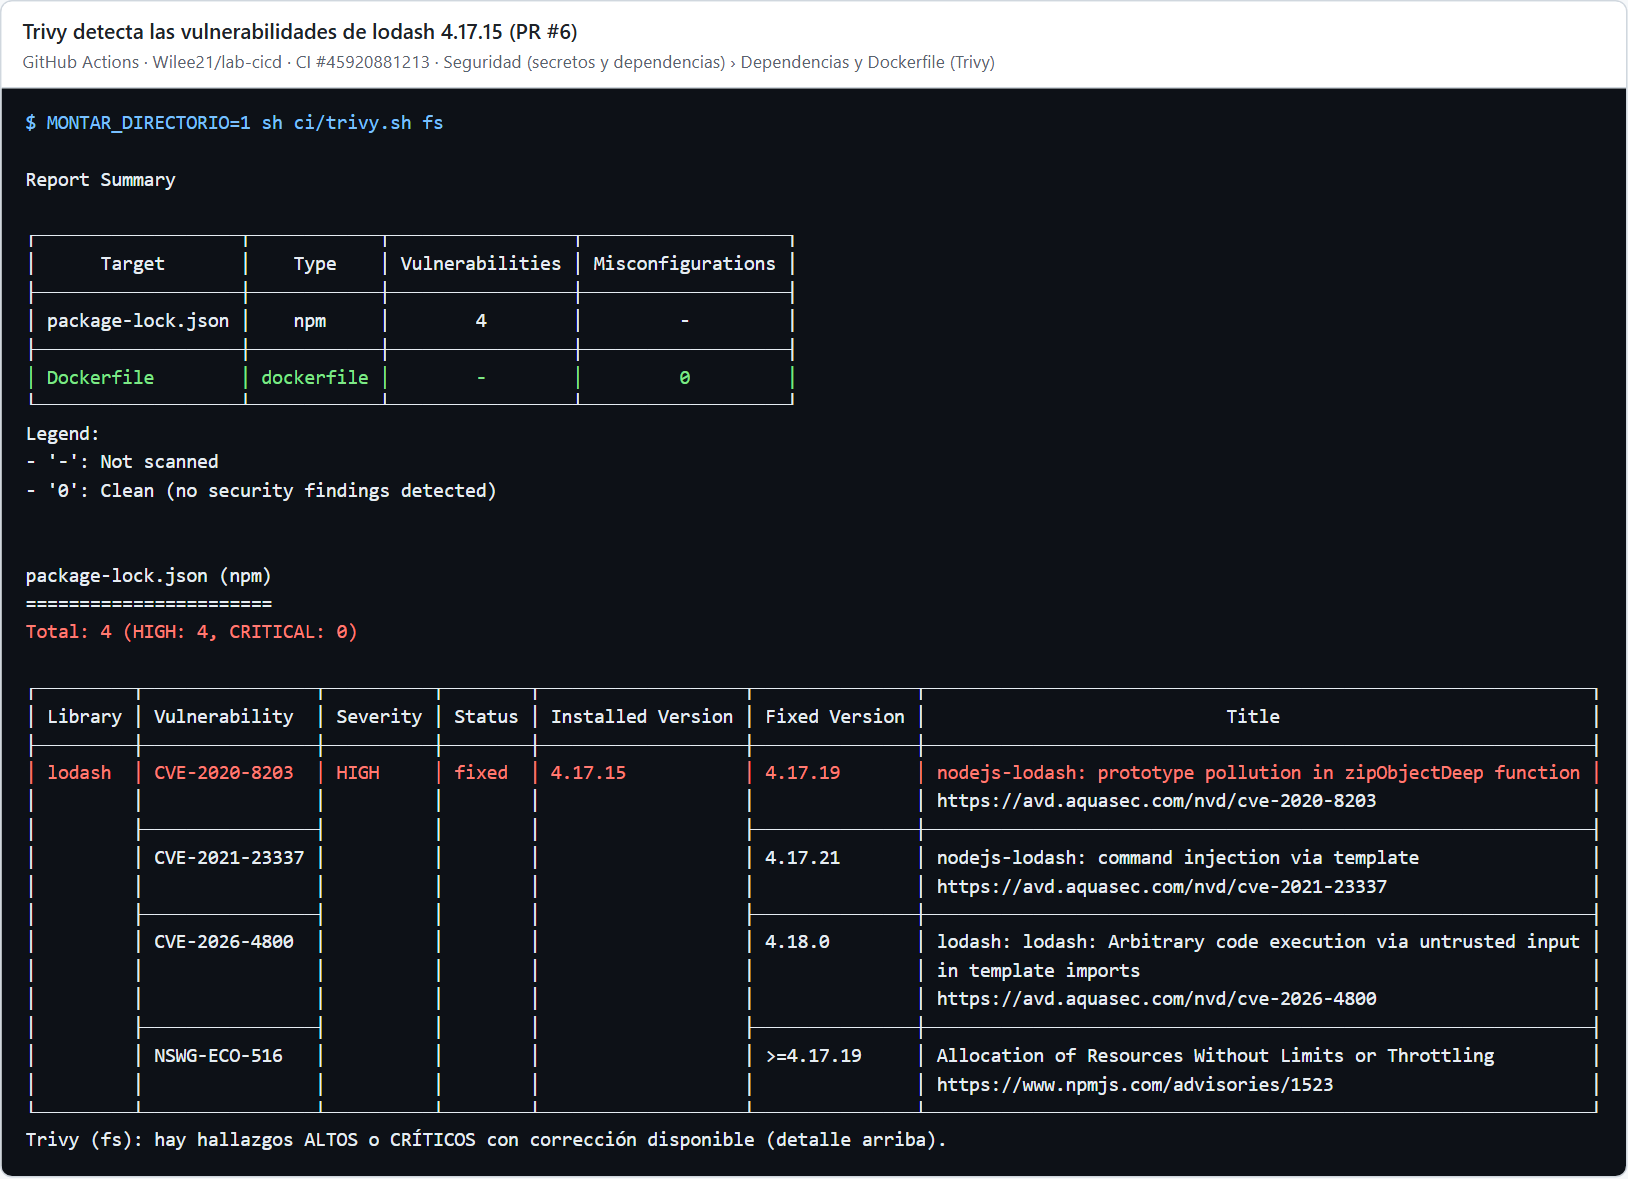 Trivy detecta las vulnerabilidades de lodash 4.17.15 (PR #6)
GitHub Actions · Wilee21/lab-cicd · CI #45920881213 · Seguridad (secretos y dependencias) › Dependencias y Dockerfile (Trivy)
$ MONTAR_DIRECTORIO=1 sh ci/trivy.sh fs
Report Summary
Target Type Vulnerabilities Misconfigurations
package-lock.json npm 4 -
Dockerfile dockerfile - 0
Legend:
- '-': Not scanned
- '0': Clean (no security findings detected)
package-lock.json (npm)
=======================
Total: 4 (HIGH: 4, CRITICAL: 0)
Library Vulnerability Severity Status Installed Version Fixed Version Title
lodash CVE-2020-8203 HIGH fixed 4.17.15 4.17.19 nodejs-lodash: prototype pollution in zipObjectDeep function
https://avd.aquasec.com/nvd/cve-2020-8203
CVE-2021-23337 4.17.21 nodejs-lodash: command injection via template
https://avd.aquasec.com/nvd/cve-2021-23337
CVE-2026-4800 4.18.0 lodash: lodash: Arbitrary code execution via untrusted input
in template imports
https://avd.aquasec.com/nvd/cve-2026-4800
NSWG-ECO-516 >=4.17.19 Allocation of Resources Without Limits or Throttling
https://www.npmjs.com/advisories/1523
Trivy (fs): hay hallazgos ALTOS o CRÍTICOS con corrección disponible (detalle arriba).